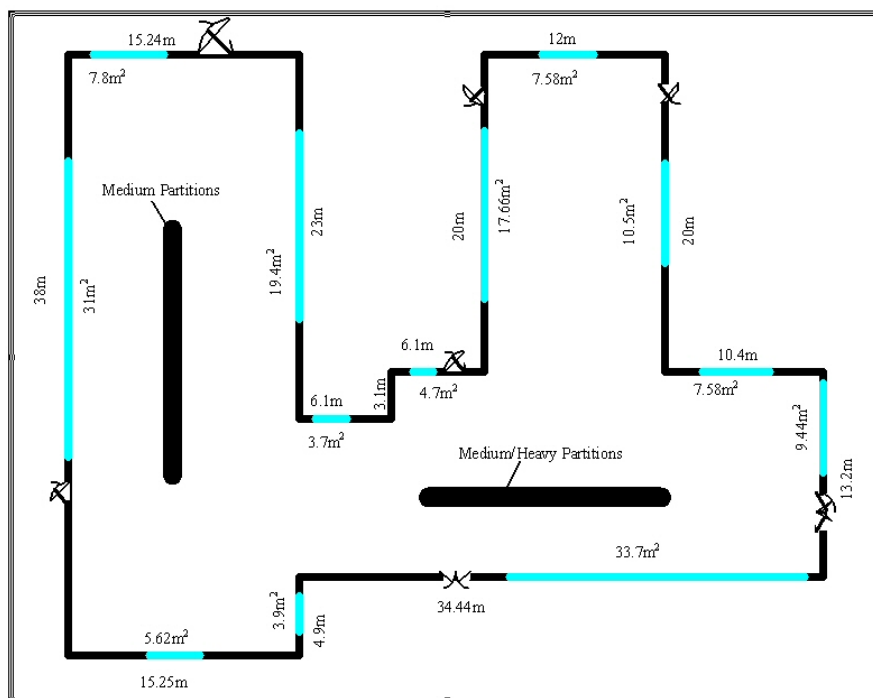 15.24m
7.8m²
12m
7.58m²
Medium Partitions
38m
31m²
19.4m²
23m
20m
17.66m²
10.5m²
20m
6.1m
4.7m²
3.1m
6.1m
3.7m²
10.4m
7.58m²
9.44m²
13.2m
Medium/Heavy Partitions
33.7m²
34.44m
3.9m²
4.9m
5.62m²
15.25m